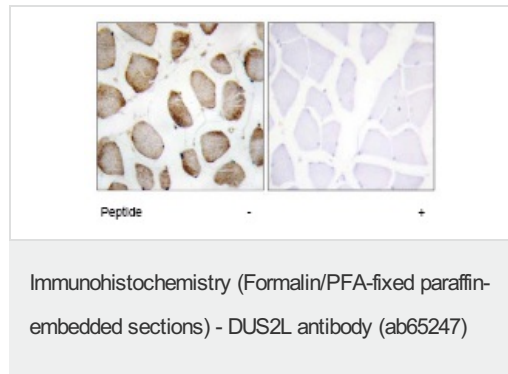 Peptide - +
Immunohistochemistry (Formalin/PFA-fixed paraffin-
embedded sections) - DUS2L antibody (ab65247)